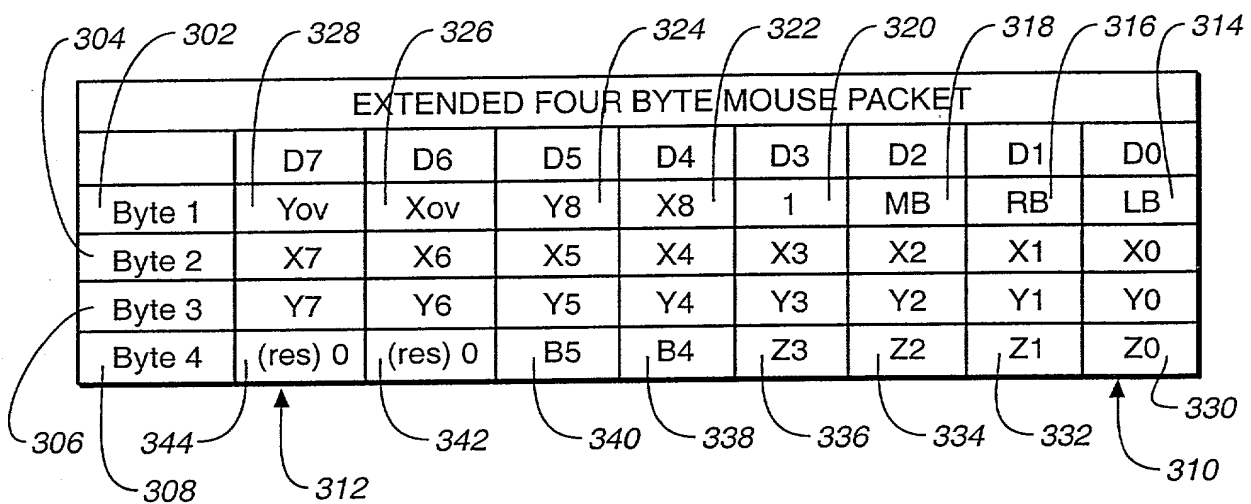 304 302 328 326 324 322 320 318 316 314
EXTENDED FOUR BYTE MOUSE PACKET
D7 D6 D5 D4 D3 D2 D1 D0
Byte 1 Yov Xov Y8 X8 1 MB RB LB
Byte 2 X7 X6 X5 X4 X3 X2 X1 X0
Byte 3 Y7 Y6 Y5 Y4 Y3 Y2 Y1 Y0
Byte 4 (res) 0 (res) 0 B5 B4 Z3 Z2 Z1 Z0
306 344 342 340 338 336 334 332 330
308 312 310